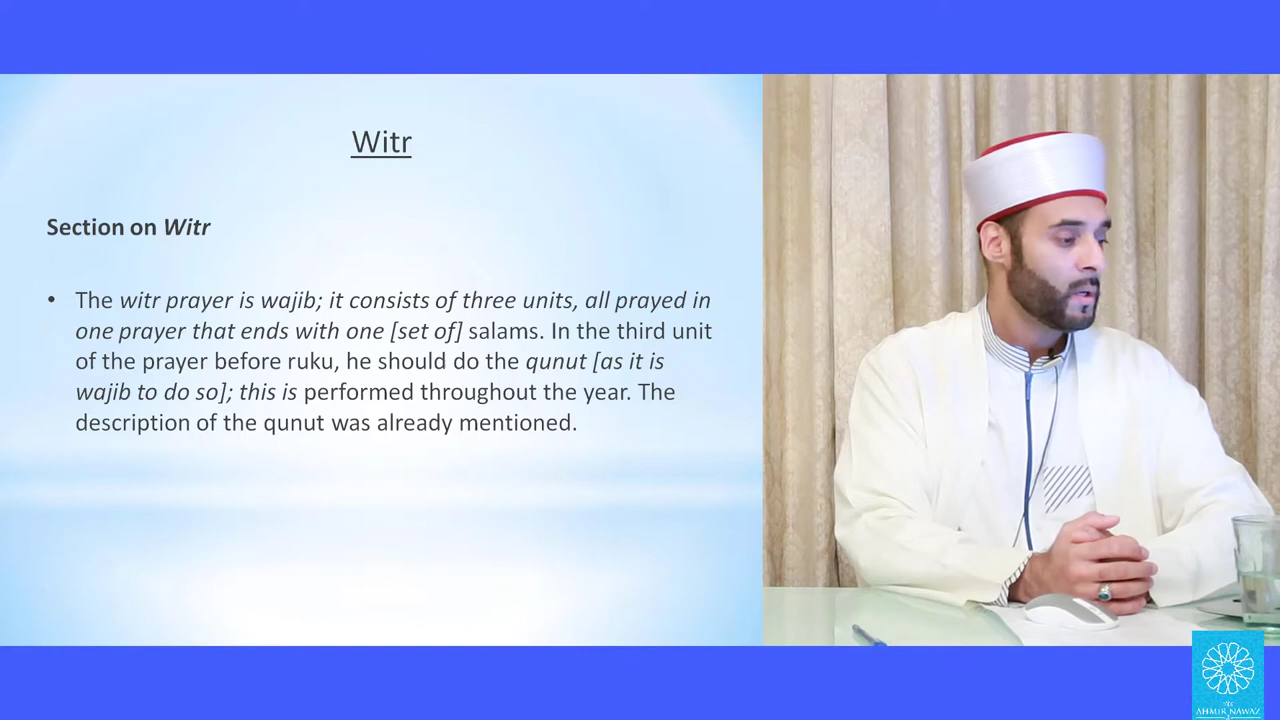 Witr
Section on Witr
• The witr prayer is wajib; it consists of three units, all prayed in
one prayer that ends with one [set of] salams. In the third unit
of the prayer before ruku, he should do the qunut [as it is
wajib to do so]; this is performed throughout the year. The
description of the qunut was already mentioned.
AHMIR NAWAZ